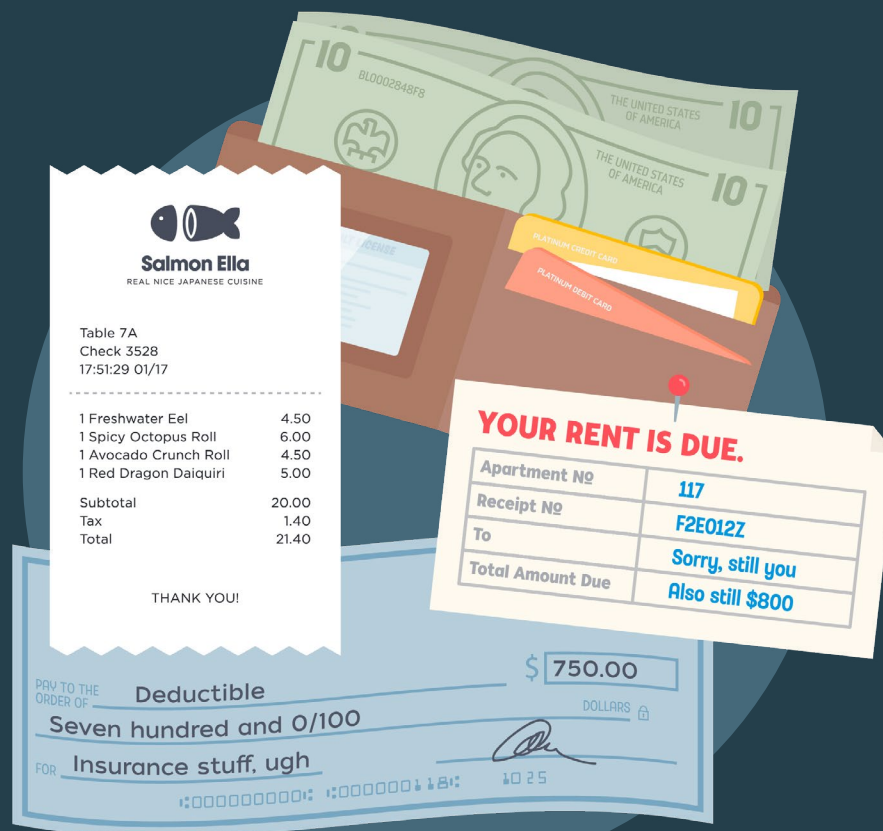 10
BL0002848F8
THE UNITED STATES
OF AMERICA
10
THE UNITED STATES
OF AMERICA
10
LICENSE
PLATINUM CREDIT CARD
PLATINUM DEBIT CARD
Salmon Ella
REAL NICE JAPANESE CUISINE
Table 7A
Check 3528
17:51:29 01/17
1 Freshwater Eel 4.50
1 Spicy Octopus Roll 6.00
1 Avocado Crunch Roll 4.50
1 Red Dragon Daiquiri 5.00
Subtotal 20.00
Tax 1.40
Total 21.40
THANK YOU!
YOUR RENT IS DUE.
Apartment Nº 117
Receipt Nº F2E012Z
To Sorry, still you
Total Amount Due Also still $800
$ 750.00
PAY TO THE
ORDER OF Deductible
Seven hundred and 0/100 DOLLARS
FOR Insurance stuff, ugh
⑆000000000⑆ ⑆000000118⑆ 1025